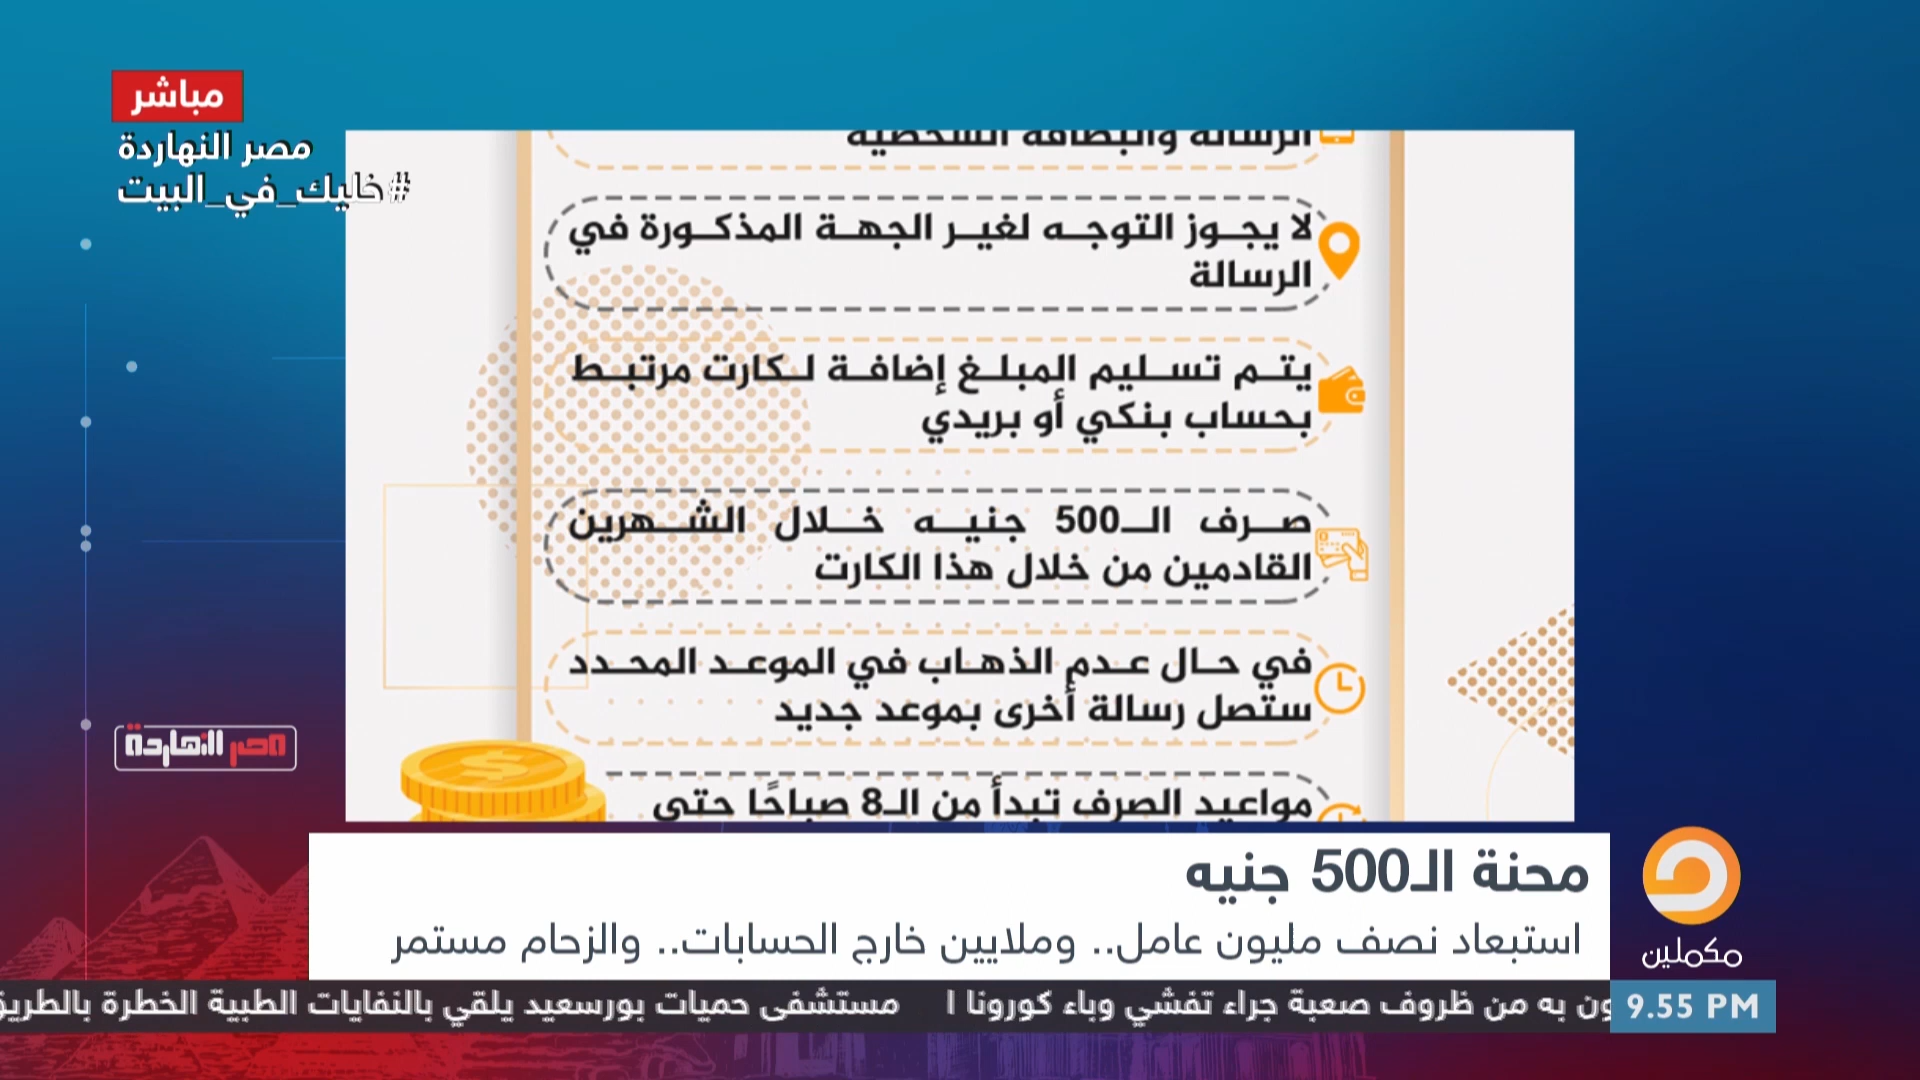 مباشر
مصر النهاردة
#خليك_في_البيت
الرسالة والبطاقة الشخصية
لا يجوز التوجه لغير الجهة المذكورة في
الرسالة
يتم تسليم المبلغ إضافة لكارت مرتبط
بحساب بنكي أو بريدي
صرف الـ500 جنيه خلال الشهرين
القادمين من خلال هذا الكارت
في حال عدم الذهاب في الموعد المحدد
ستصل رسالة أخرى بموعد جديد
مواعيد الصرف تبدأ من الـ8 صباحًا حتى
مصر النهاردة
محنة الـ500 جنيه
استبعاد نصف مليون عامل.. وملايين خارج الحسابات.. والزحام مستمر
مكملين
ون به من ظروف صعبة جراء تفشي وباء كورونا ا مستشفى حميات بورسعيد يلقي بالنفايات الطبية الخطرة بالطريق
9.55 PM